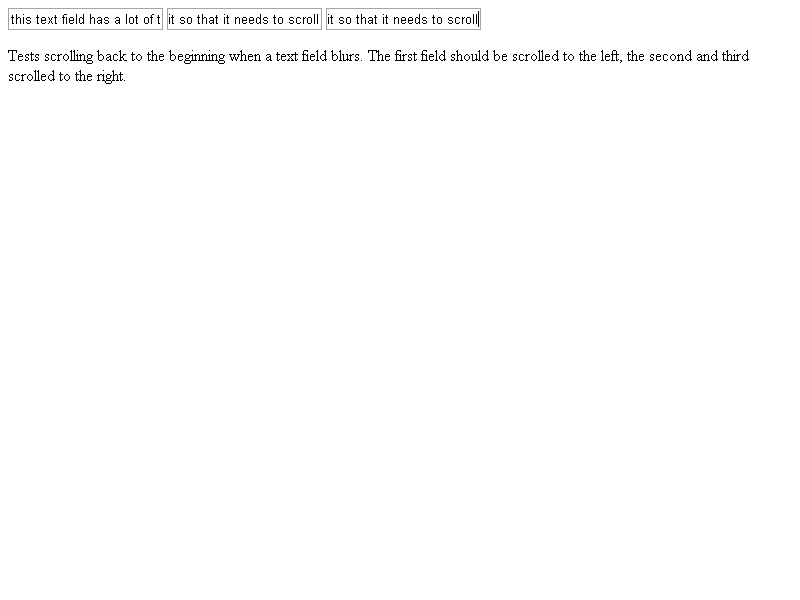 this text field has a lot of t it so that it needs to scroll it so that it needs to scroll
Tests scrolling back to the beginning when a text field blurs. The first field should be scrolled to the left, the second and third
scrolled to the right.